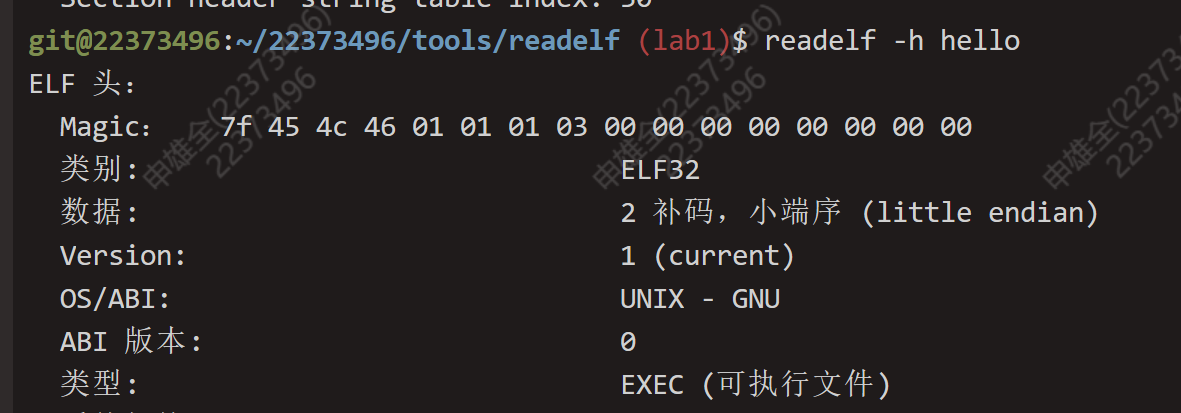 Section header string table index: 30
git@22373496:~/22373496/tools/readelf (lab1)$ readelf -h hello
ELF 头:
Magic: 7f 45 4c 46 01 01 01 03 00 00 00 00 00 00 00 00
类别: ELF32
数据: 2 补码，小端序 (little endian)
Version: 1 (current)
OS/ABI: UNIX - GNU
ABI 版本: 0
类型: EXEC (可执行文件)
申雄全(22373496)
22373496
申雄全(22373496)
22373496
申雄全(22373496)
22373496